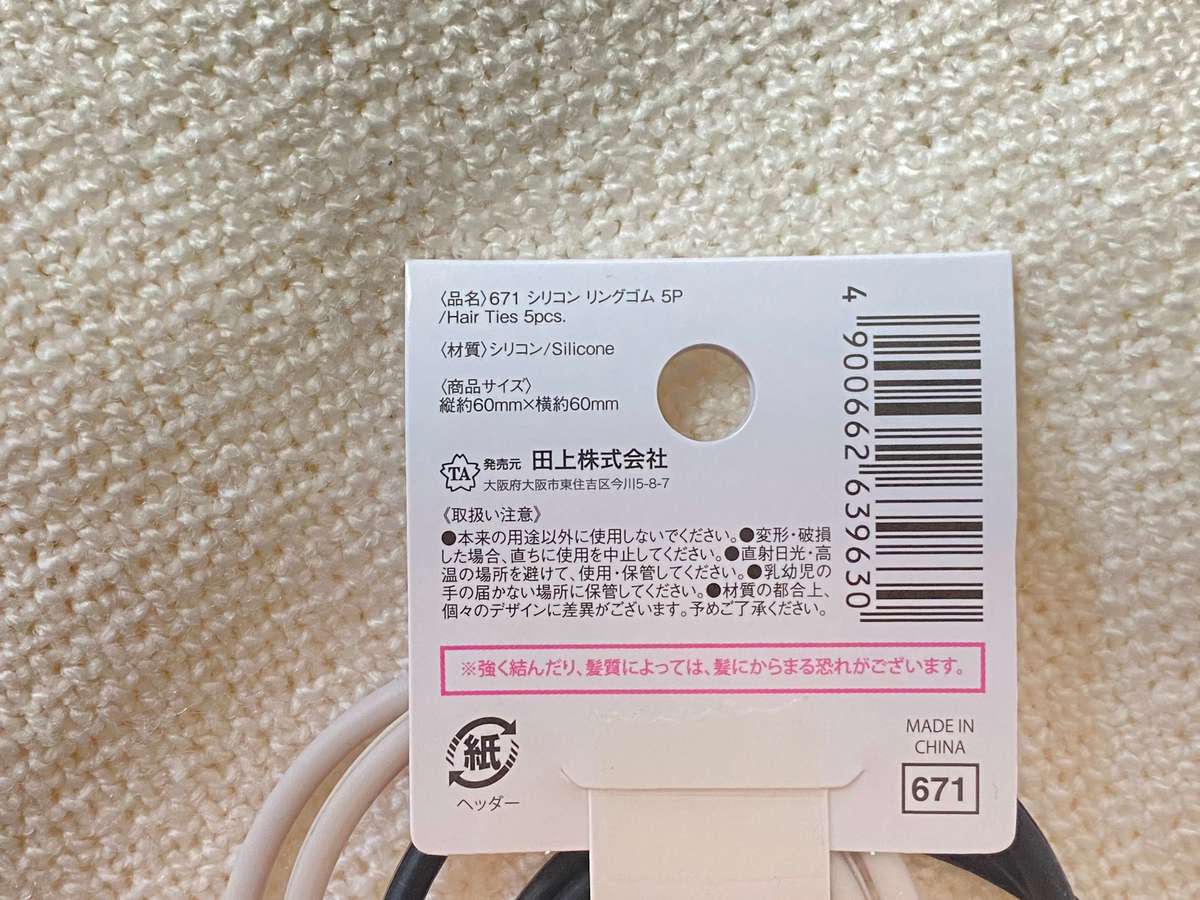 〈品名〉671 シリコン リングゴム 5P
/Hair Ties 5pcs.
〈材質〉シリコン/Silicone
〈商品サイズ〉
縦約60mm×横約60mm
TA 発売元 田上株式会社
大阪府大阪市東住吉区今川5-8-7
《取扱い注意》
●本来の用途以外に使用しないでください。●変形・破損
した場合、直ちに使用を中止してください。●直射日光・高
温の場所を避けて、使用・保管してください。●乳幼児の
手の届かない場所に保管してください。●材質の都合上、
個々のデザインに差異がございます。予めご了承ください。
4900662639630
※強く結んだり、髪質によっては、髪にからまる恐れがございます。
紙
ヘッダー
MADE IN
CHINA
671